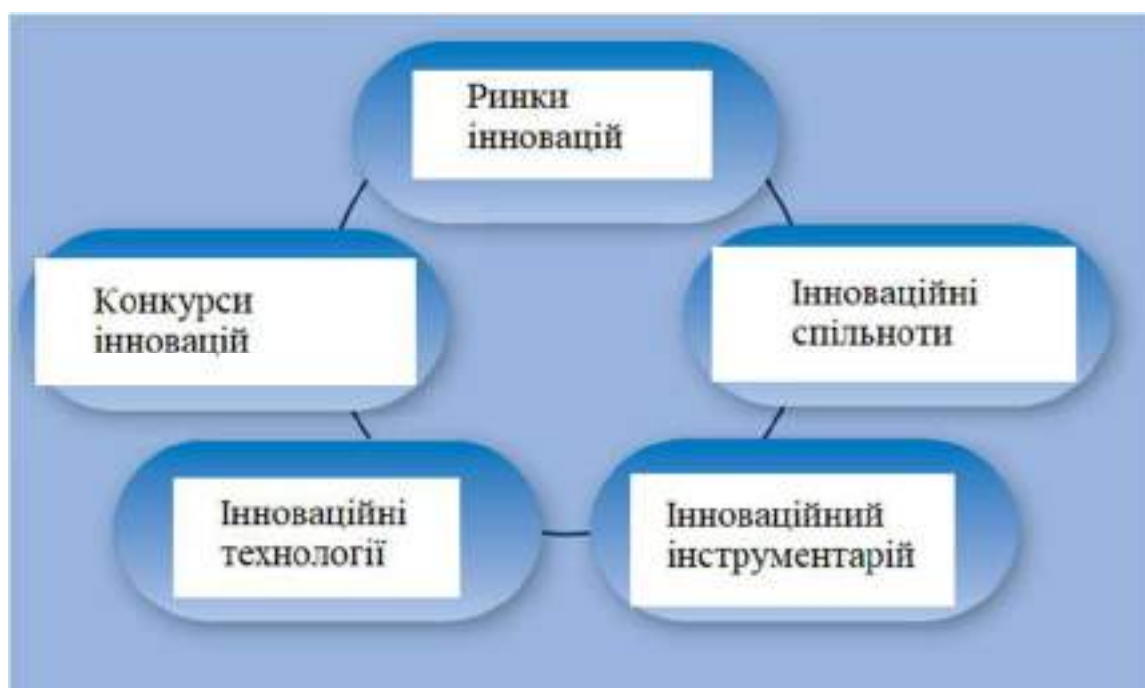 Ринки
інновацій
Конкурси
інновацій
Інноваційні
спільноти
Інноваційні
технології
Інноваційний
інструментарій